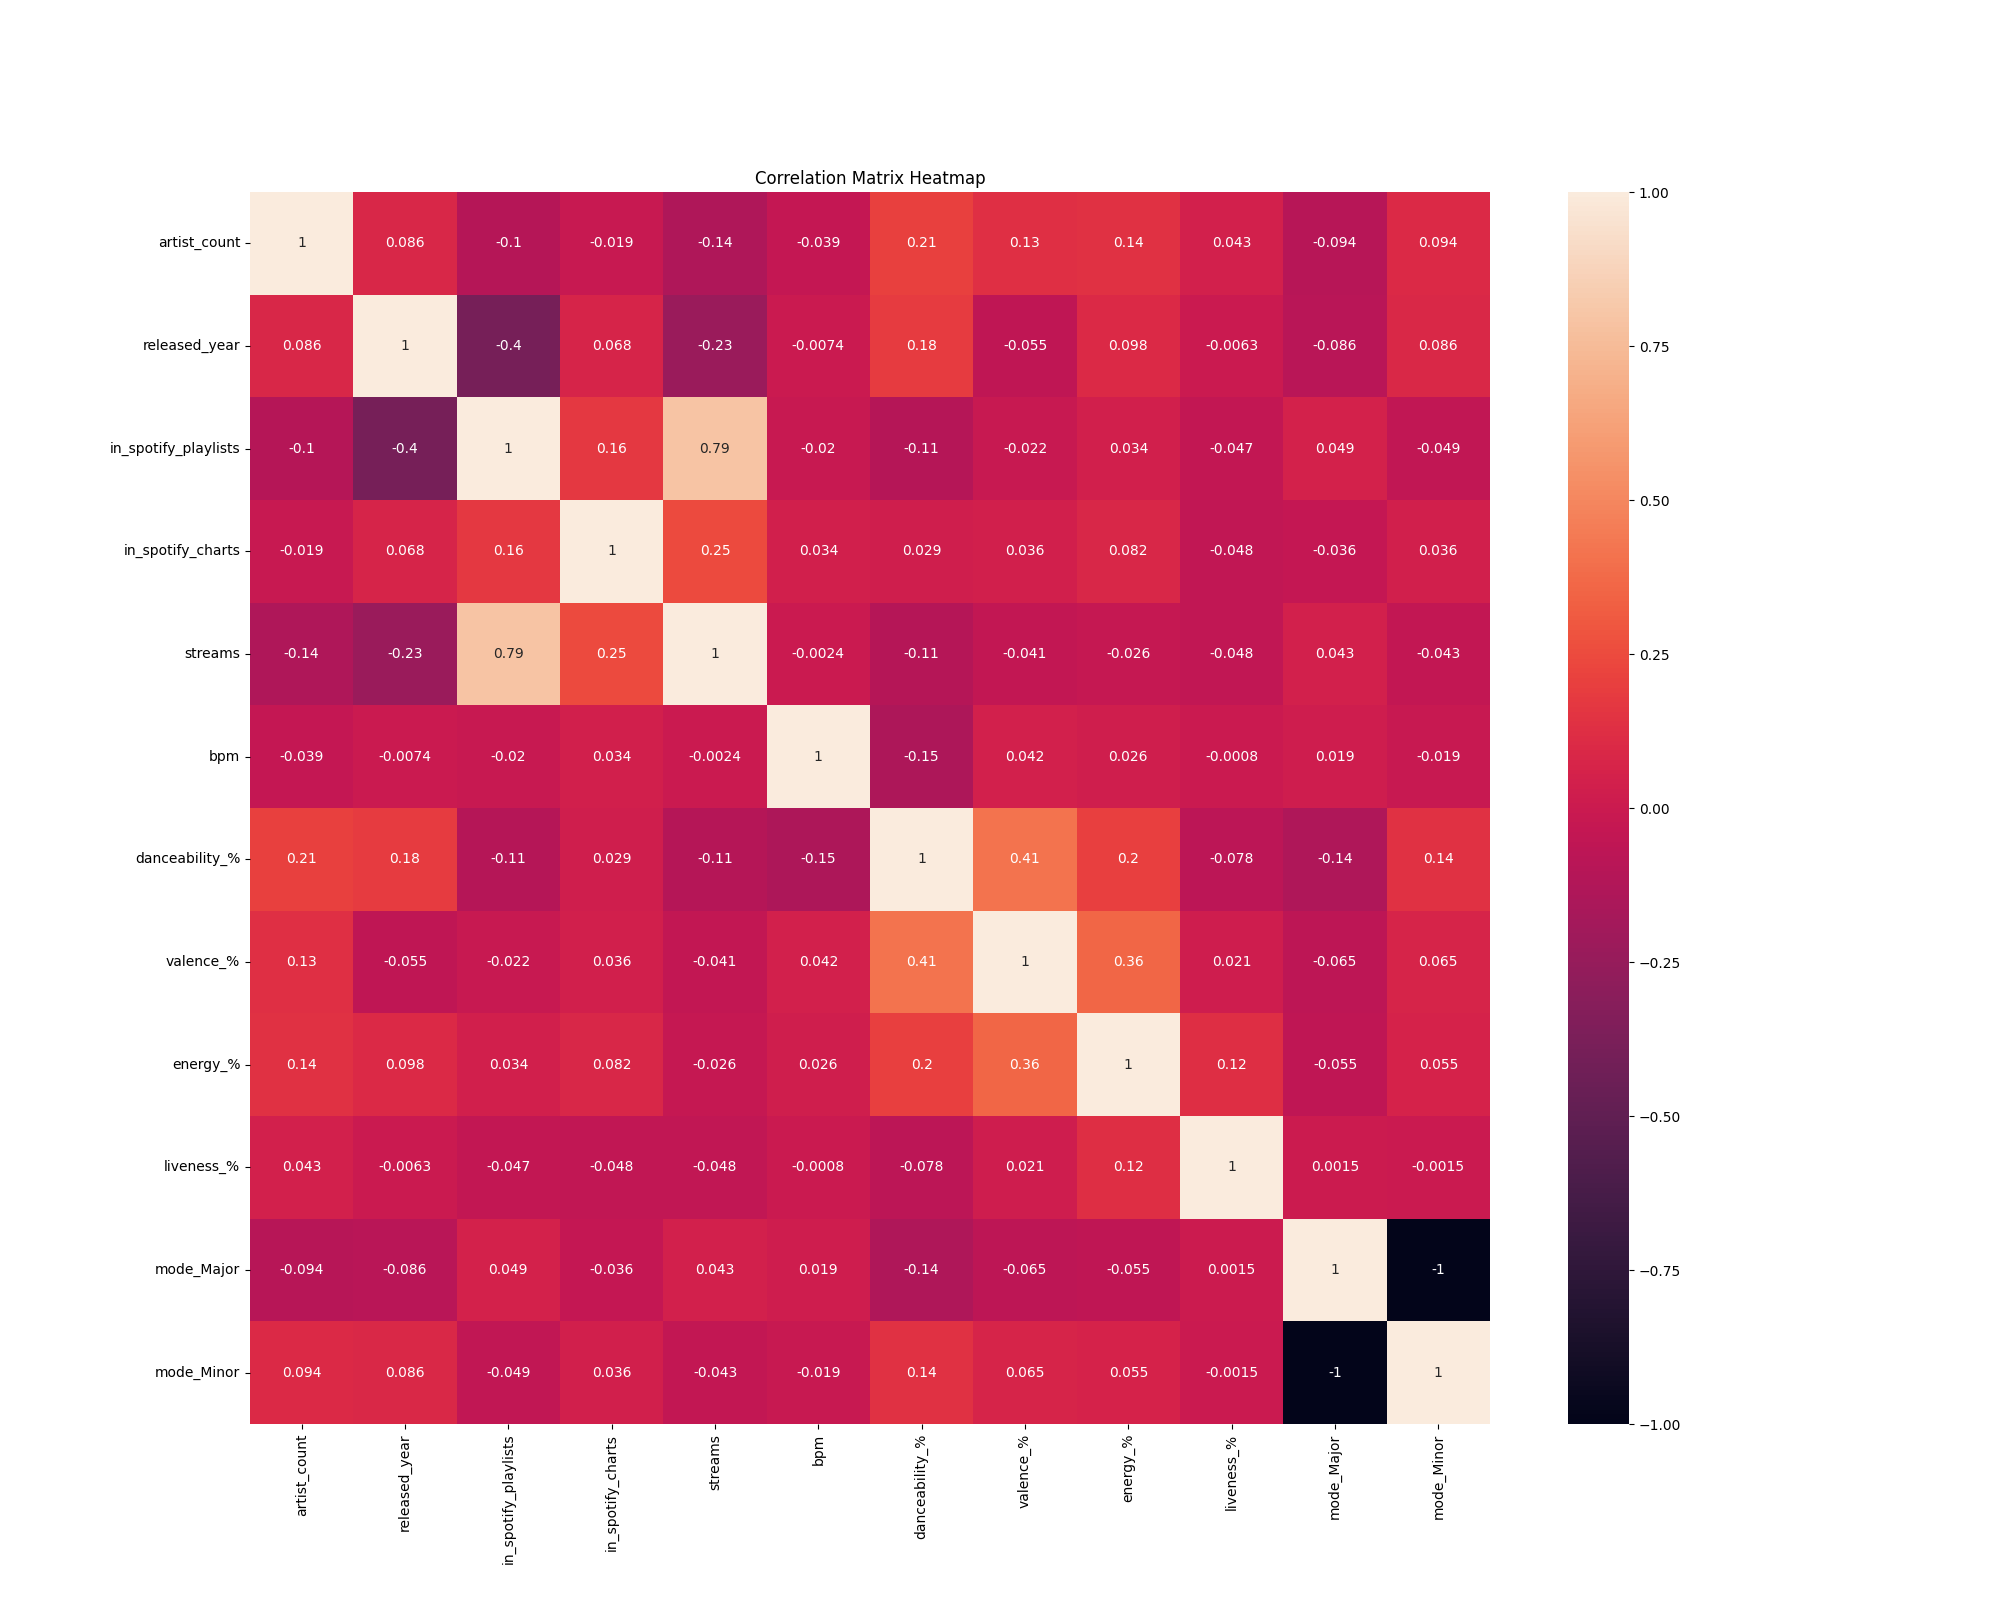 Correlation Matrix Heatmap
artist_count 1 0.086 -0.1 -0.019 -0.14 -0.039 0.21 0.13 0.14 0.043 -0.094 0.094
released_year 0.086 1 -0.4 0.068 -0.23 -0.0074 0.18 -0.055 0.098 -0.0063 -0.086 0.086
in_spotify_playlists -0.1 -0.4 1 0.16 0.79 -0.02 -0.11 -0.022 0.034 -0.047 0.049 -0.049
in_spotify_charts -0.019 0.068 0.16 1 0.25 0.034 0.029 0.036 0.082 -0.048 -0.036 0.036
streams -0.14 -0.23 0.79 0.25 1 -0.0024 -0.11 -0.041 -0.026 -0.048 0.043 -0.043
bpm -0.039 -0.0074 -0.02 0.034 -0.0024 1 -0.15 0.042 0.026 -0.0008 0.019 -0.019
danceability_% 0.21 0.18 -0.11 0.029 -0.11 -0.15 1 0.41 0.2 -0.078 -0.14 0.14
valence_% 0.13 -0.055 -0.022 0.036 -0.041 0.042 0.41 1 0.36 0.021 -0.065 0.065
energy_% 0.14 0.098 0.034 0.082 -0.026 0.026 0.2 0.36 1 0.12 -0.055 0.055
liveness_% 0.043 -0.0063 -0.047 -0.048 -0.048 -0.0008 -0.078 0.021 0.12 1 0.0015 -0.0015
mode_Major -0.094 -0.086 0.049 -0.036 0.043 0.019 -0.14 -0.065 -0.055 0.0015 1 -1
mode_Minor 0.094 0.086 -0.049 0.036 -0.043 -0.019 0.14 0.065 0.055 -0.0015 -1 1
artist_count
released_year
in_spotify_playlists
in_spotify_charts
streams
bpm
danceability_%
valence_%
energy_%
liveness_%
mode_Major
mode_Minor
1.00
0.75
0.50
0.25
0.00
−0.25
−0.50
−0.75
−1.00